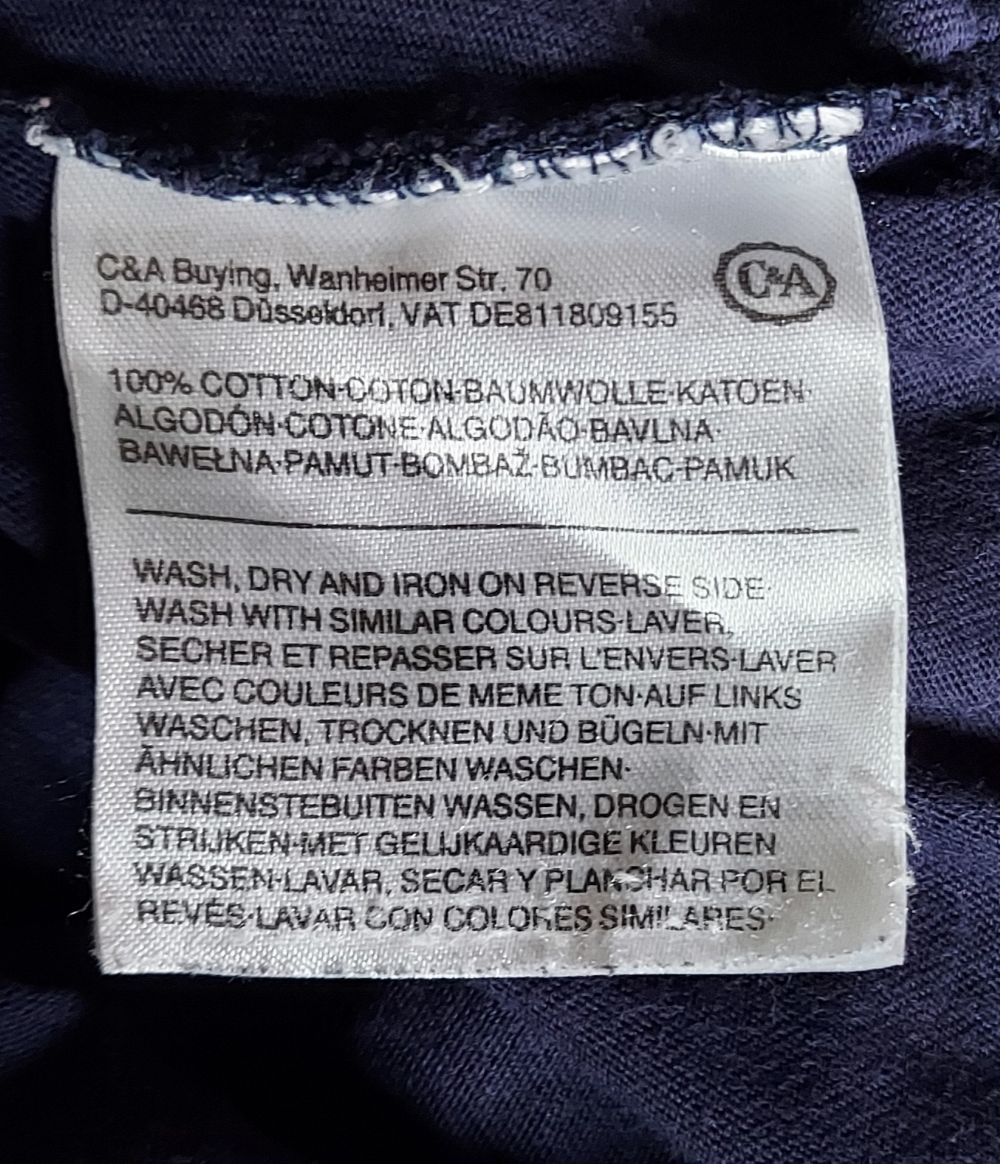 C&A Buying, Wanheimer Str. 70
D-40468 Düsseldorf, VAT DE811809155
C&A
100% COTTON·COTON·BAUMWOLLE·KATOEN·
ALGODÓN·COTONE·ALGODÃO·BAVLNA·
BAWEŁNA·PAMUT·BOMBAŽ·BUMBAC·PAMUK
WASH, DRY AND IRON ON REVERSE SIDE·
WASH WITH SIMILAR COLOURS·LAVER,
SECHER ET REPASSER SUR L'ENVERS·LAVER
AVEC COULEURS DE MEME TON·AUF LINKS
WASCHEN, TROCKNEN UND BÜGELN·MIT
ÄHNLICHEN FARBEN WASCHEN·
BINNENSTEBUITEN WASSEN, DROGEN EN
STRIJKEN·MET GELIJKAARDIGE KLEUREN
WASSEN·LAVAR, SECAR Y PLANCHAR POR EL
REVÉS·LAVAR CON COLORES SIMILARES·